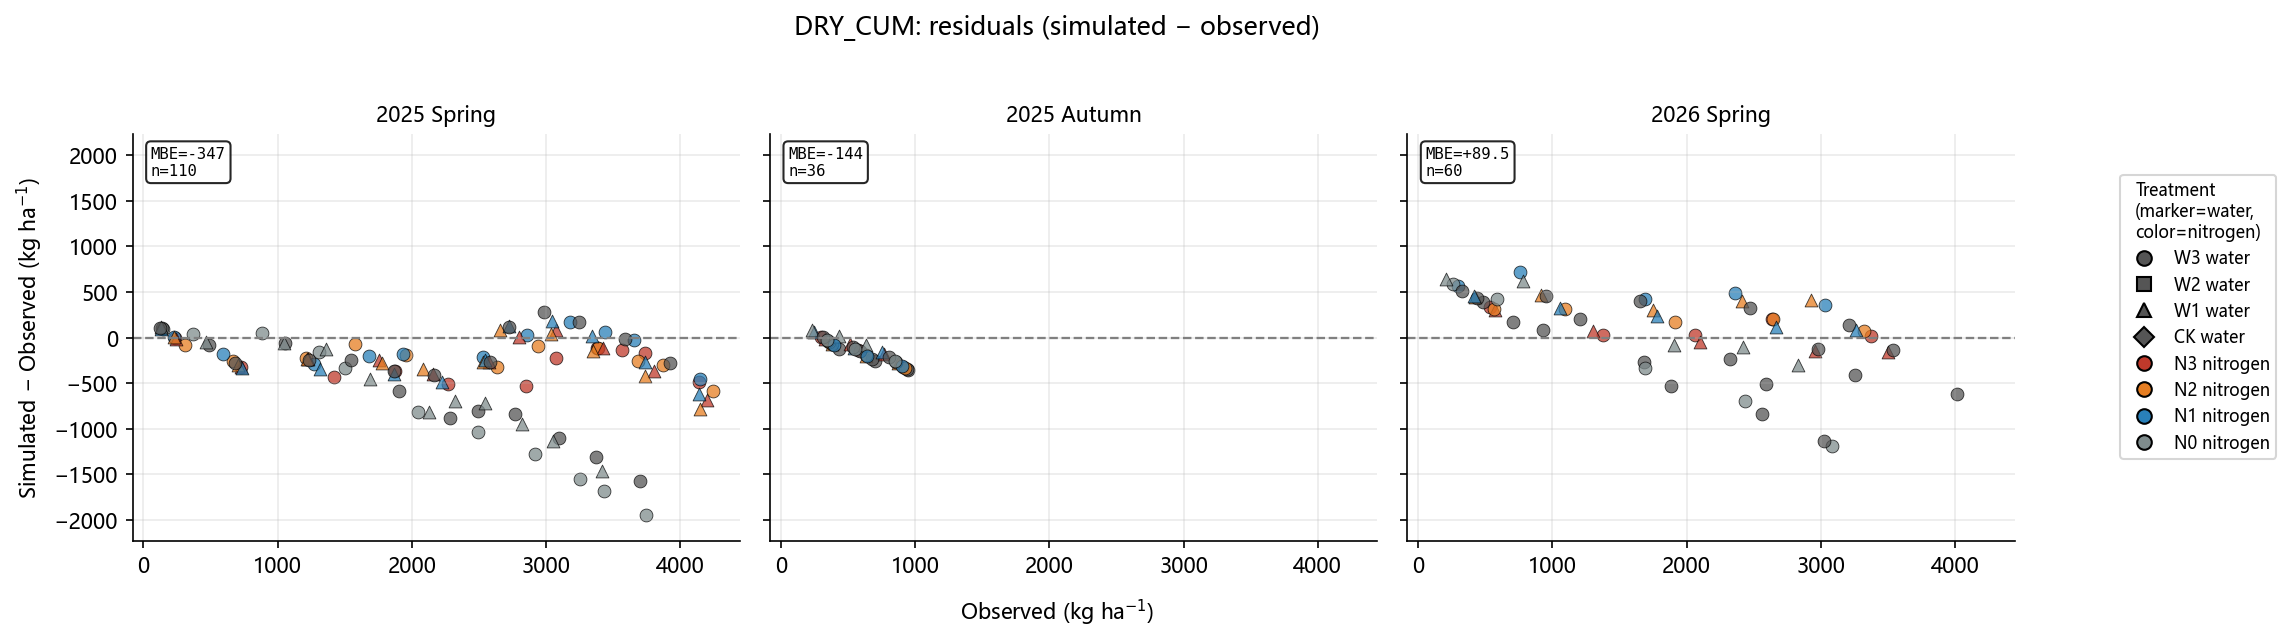 DRY_CUM: residuals (simulated − observed)
2025 Spring
2025 Autumn
2026 Spring
MBE=-347
n=110
MBE=-144
n=36
MBE=+89.5
n=60
2000
1500
1000
500
0
−500
−1000
−1500
−2000
Simulated − Observed (kg ha⁻¹)
0 1000 2000 3000 4000
0 1000 2000 3000 4000
0 1000 2000 3000 4000
Observed (kg ha⁻¹)
Treatment
(marker=water,
color=nitrogen)
W3 water
W2 water
W1 water
CK water
N3 nitrogen
N2 nitrogen
N1 nitrogen
N0 nitrogen